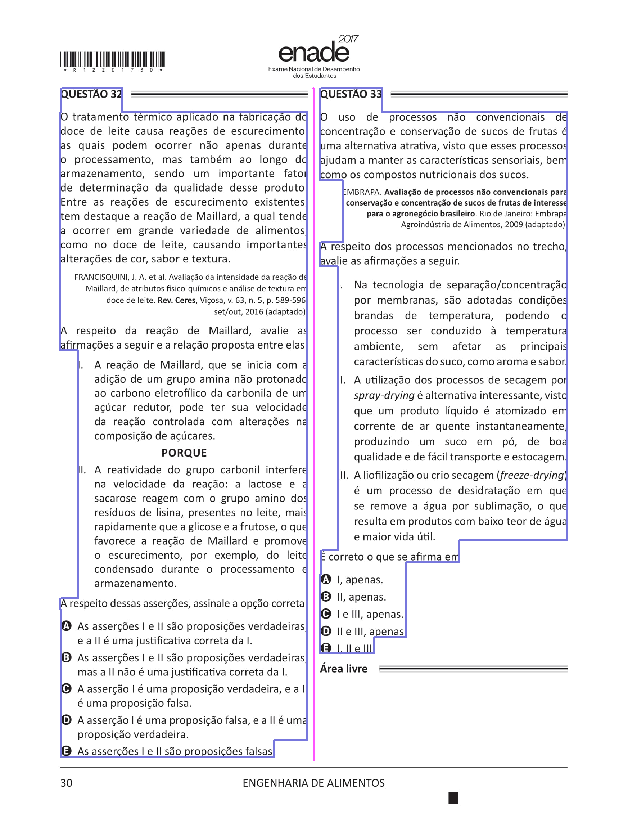 *R3220173D*
enade 2017
Exame Nacional de Desempenho
dos Estudantes
QUESTÃO 32
O tratamento térmico aplicado na fabricação do
doce de leite causa reações de escurecimento
as quais podem ocorrer não apenas durante
o processamento, mas também ao longo do
armazenamento, sendo um importante fator
de determinação da qualidade desse produto
Entre as reações de escurecimento existentes
tem destaque a reação de Maillard, a qual tende
a ocorrer em grande variedade de alimentos
como no doce de leite, causando importantes
alterações de cor, sabor e textura.
FRANCISQUINI, J. A. et al. Avaliação da intensidade da reação de
Maillard, de atributos físico-químicos e análise de textura em
doce de leite. Rev. Ceres, Viçosa, v. 63, n. 5, p. 589-596
set/out, 2016 (adaptado)
A respeito da reação de Maillard, avalie as
afirmações a seguir e a relação proposta entre elas
I. A reação de Maillard, que se inicia com a
adição de um grupo amina não protonado
ao carbono eletrofílico da carbonila de um
açúcar redutor, pode ter sua velocidade
da reação controlada com alterações na
composição de açúcares.
PORQUE
II. A reatividade do grupo carbonil interfere
na velocidade da reação: a lactose e a
sacarose reagem com o grupo amino dos
resíduos de lisina, presentes no leite, mais
rapidamente que a glicose e a frutose, o que
favorece a reação de Maillard e promove
o escurecimento, por exemplo, do leite
condensado durante o processamento e
armazenamento.
A respeito dessas asserções, assinale a opção correta
A As asserções I e II são proposições verdadeiras
e a II é uma justificativa correta da I.
B As asserções I e II são proposições verdadeiras
mas a II não é uma justificativa correta da I.
C A asserção I é uma proposição verdadeira, e a II
é uma proposição falsa.
D A asserção I é uma proposição falsa, e a II é uma
proposição verdadeira.
E As asserções I e II são proposições falsas
QUESTÃO 33
O uso de processos não convencionais de
concentração e conservação de sucos de frutas é
uma alternativa atrativa, visto que esses processos
ajudam a manter as características sensoriais, bem
como os compostos nutricionais dos sucos.
EMBRAPA. Avaliação de processos não convencionais para
conservação e concentração de sucos de frutas de interesse
para o agronegócio brasileiro. Rio de Janeiro: Embrapa
Agroindústria de Alimentos, 2009 (adaptado)
A respeito dos processos mencionados no trecho,
avalie as afirmações a seguir.
I. Na tecnologia de separação/concentração
por membranas, são adotadas condições
brandas de temperatura, podendo o
processo ser conduzido à temperatura
ambiente, sem afetar as principais
características do suco, como aroma e sabor.
II. A utilização dos processos de secagem por
spray-drying é alternativa interessante, visto
que um produto líquido é atomizado em
corrente de ar quente instantaneamente,
produzindo um suco em pó, de boa
qualidade e de fácil transporte e estocagem.
III. A liofilização ou crio secagem (freeze-drying)
é um processo de desidratação em que
se remove a água por sublimação, o que
resulta em produtos com baixo teor de água
e maior vida útil.
É correto o que se afirma em
A I, apenas.
B II, apenas.
C I e III, apenas.
D II e III, apenas
E I, II e III
Área livre
30
ENGENHARIA DE ALIMENTOS